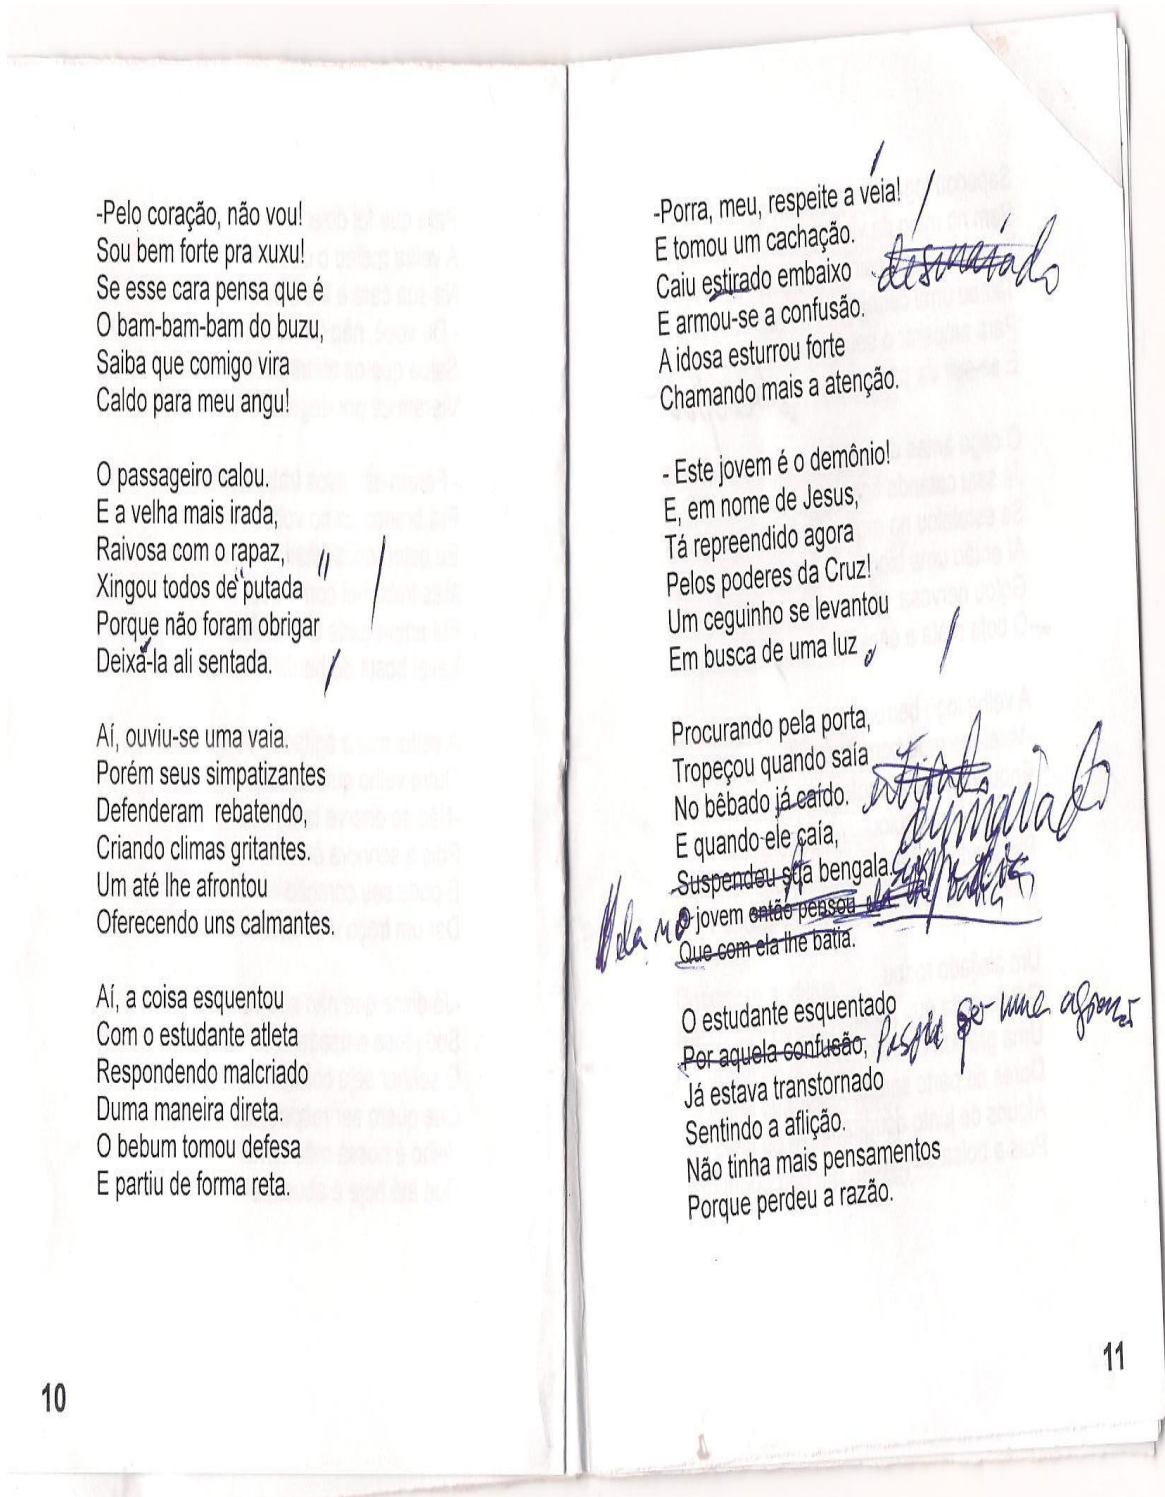 -Pelo coração, não vou!
Sou bem forte pra xuxu!
Se esse cara pensa que é
O bam-bam-bam do buzu,
Saiba que comigo vira
Caldo para meu angu!
O passageiro calou.
E a velha mais irada,
Raivosa com o rapaz,
Xingou todos de "putada"
Porque não foram obrigar
Deixá-la ali sentada.
Aí, ouviu-se uma vaia.
Porém seus simpatizantes
Defenderam rebatendo,
Criando climas gritantes.
Um até lhe afrontou
Oferecendo uns calmantes.
Aí, a coisa esquentou
Com o estudante atleta
Respondendo malcriado
Duma maneira direta.
O bebum tomou defesa
E partiu de forma reta.
10
-Porra, meu, respeite a véia!
E tomou um cachação.
Caiu estirado embaixo desmaiado
E armou-se a confusão.
A idosa esturrou forte
Chamando mais a atenção.
- Este jovem é o demônio!
E, em nome de Jesus,
Tá repreendido agora
Pelos poderes da Cruz!
Um ceguinho se levantou
Em busca de uma luz.
Procurando pela porta,
Tropeçou quando saía
No bêbado já caído.
E quando ele caía,
Suspendeu sua bengala.
O jovem então pensou
Que com ela lhe batia.
O estudante esquentado
Por aquela confusão, por uma
Já estava transtornado
Sentindo a aflição.
Não tinha mais pensamentos
Porque perdeu a razão.
11